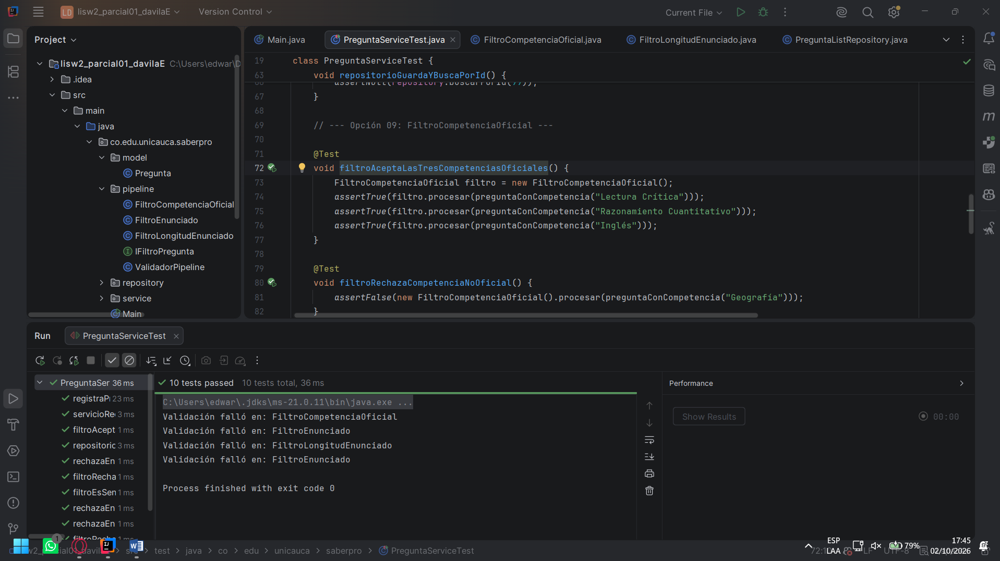 LD lisw2_parcial01_davilaE
Version Control
Current File
Project
lisw2_parcial01_davilaE C:\Users\edwar\D
.idea
src
main
java
co.edu.unicauca.saberpro
model
Pregunta
pipeline
FiltroCompetenciaOficial
FiltroEnunciado
FiltroLongitudEnunciado
IFiltroPregunta
ValidadorPipeline
repository
service
Main
Main.java
PreguntaServiceTest.java
FiltroCompetenciaOficial.java
FiltroLongitudEnunciado.java
PreguntaListRepository.java
19 class PreguntaServiceTest {
63 void repositorioGuardaYBuscaPorId() {
67 }
68
69 // --- Opción 09: FiltroCompetenciaOficial ---
70
71 @Test
72 void filtroAceptaLasTresCompetenciasOficiales() {
73 FiltroCompetenciaOficial filtro = new FiltroCompetenciaOficial();
74 assertTrue(filtro.procesar(preguntaConCompetencia("Lectura Crítica")));
75 assertTrue(filtro.procesar(preguntaConCompetencia("Razonamiento Cuantitativo")));
76 assertTrue(filtro.procesar(preguntaConCompetencia("Inglés")));
77 }
78
79 @Test
80 void filtroRechazaCompetenciaNoOficial() {
81 assertFalse(new FiltroCompetenciaOficial().procesar(preguntaConCompetencia("Geografía")));
82 }
Run
PreguntaServiceTest
PreguntaSer 36 ms
registraPr 23 ms
servicioRe 3 ms
filtroAcept 1 ms
repositoric 3 ms
rechazaEn 1 ms
filtroRecha 1 ms
filtroEsSen 1 ms
rechazaEn 1 ms
rechazaEn 1 ms
filtroRecha 1 ms
10 tests passed 10 tests total, 36 ms
C:\Users\edwar\.jdks\ms-21.0.11\bin\java.exe ...
Validación falló en: FiltroCompetenciaOficial
Validación falló en: FiltroEnunciado
Validación falló en: FiltroLongitudEnunciado
Validación falló en: FiltroEnunciado
Process finished with exit code 0
Performance
Show Results
00:00
test
java
co
edu
unicauca
saberpro
PreguntaServiceTest
1
W
ESP
LAA
LF
UTF-8
79%
17:45
02/10/2026